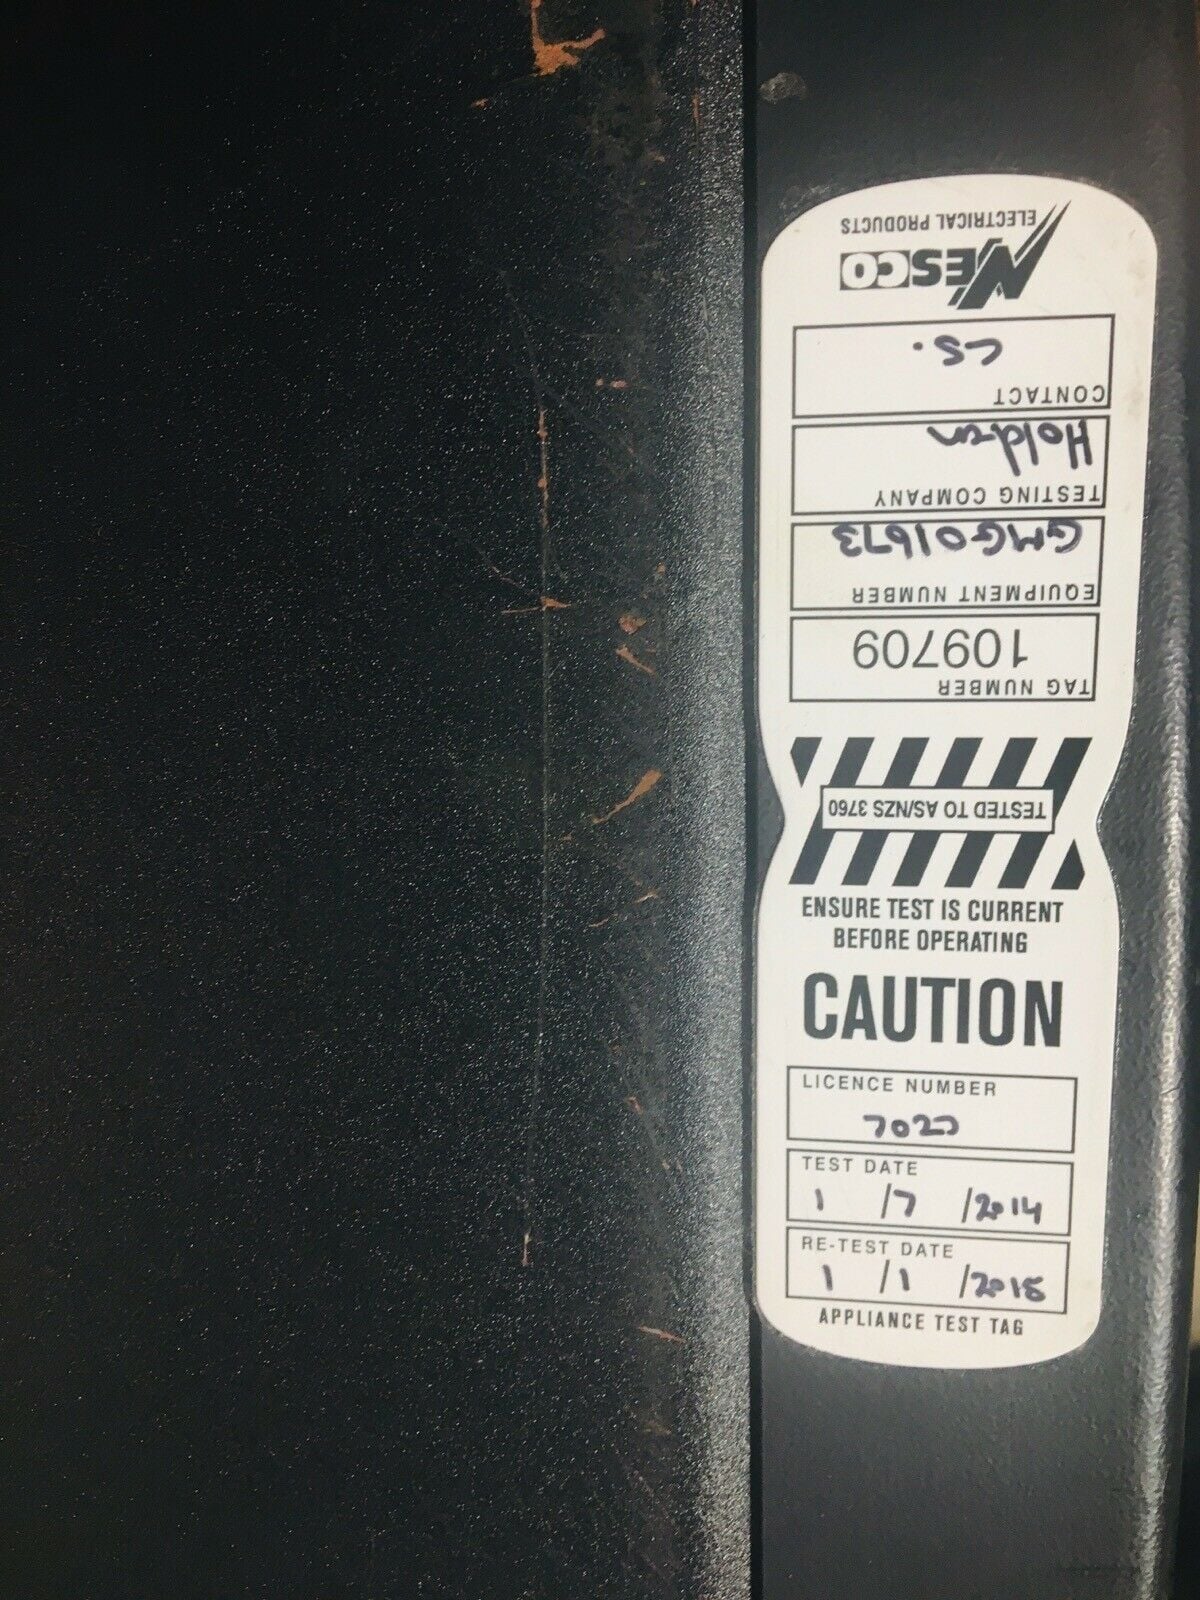 NESCO
ELECTRICAL PRODUCTS
CONTACT
CS.
TESTING COMPANY
Holden
EQUIPMENT NUMBER
GMG01673
TAG NUMBER
109709
TESTED TO AS/NZS 3760
ENSURE TEST IS CURRENT
BEFORE OPERATING
CAUTION
LICENCE NUMBER
7027
TEST DATE
1 /7 /2014
RE-TEST DATE
1 /1 /2015
APPLIANCE TEST TAG